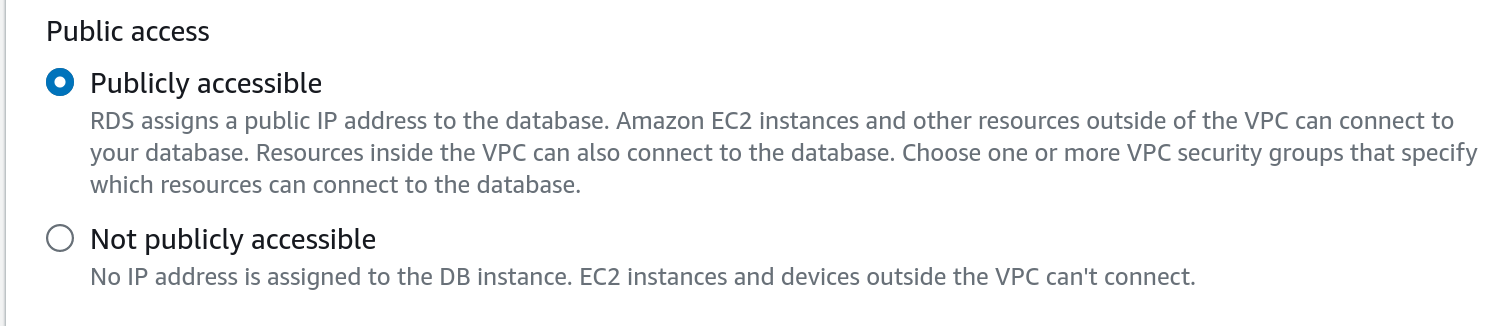 Public access
Publicly accessible
RDS assigns a public IP address to the database. Amazon EC2 instances and other resources outside of the VPC can connect to
your database. Resources inside the VPC can also connect to the database. Choose one or more VPC security groups that specify
which resources can connect to the database.
Not publicly accessible
No IP address is assigned to the DB instance. EC2 instances and devices outside the VPC can't connect.